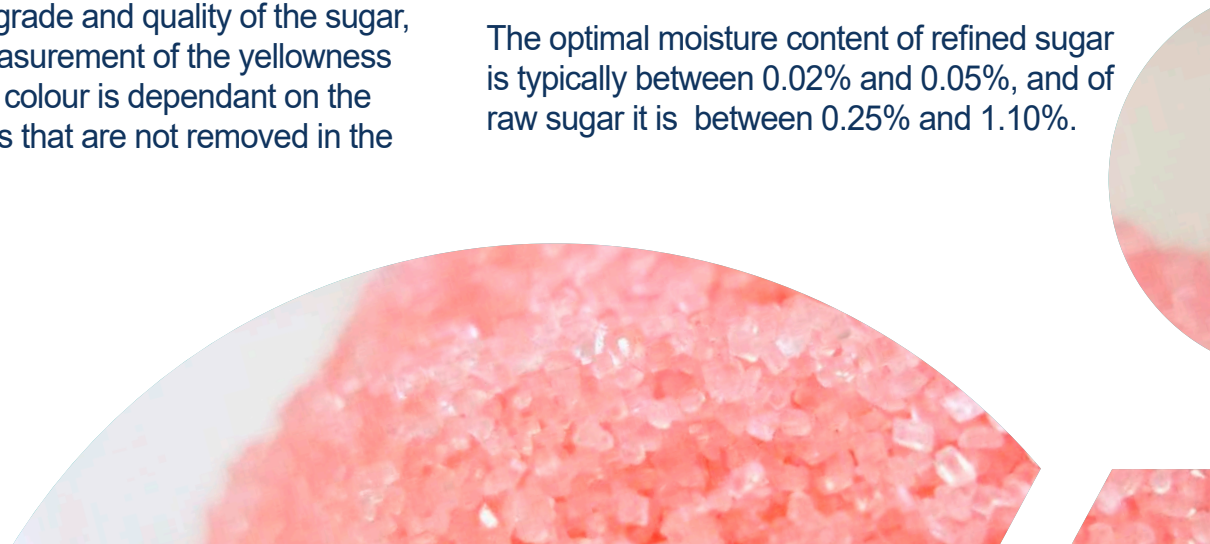 grade and quality of the sugar,
asurement of the yellowness
colour is dependant on the
s that are not removed in the
The optimal moisture content of refined sugar
is typically between 0.02% and 0.05%, and of
raw sugar it is  between 0.25% and 1.10%.